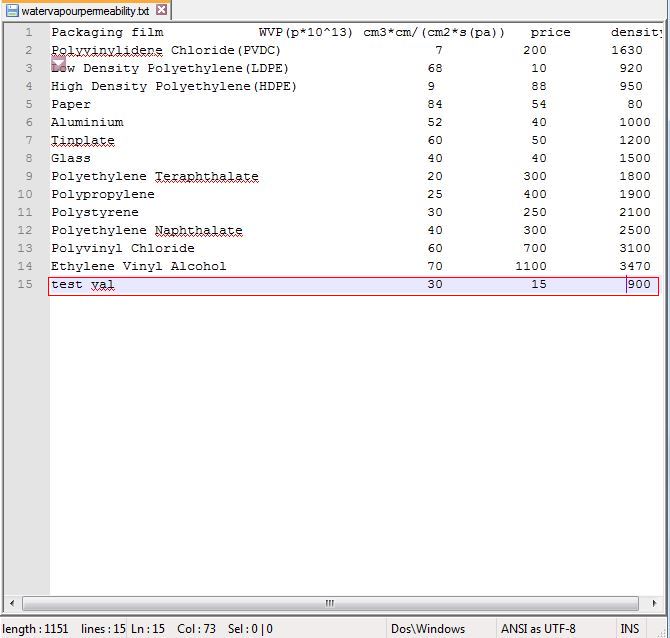 watervapourpermeability.txt
1 Packaging film WVP(p*10^13) cm3*cm/(cm2*s(pa)) price density
2 Polyvinylidene Chloride(PVDC) 7 200 1630
3 Low Density Polyethylene(LDPE) 68 10 920
4 High Density Polyethylene(HDPE) 9 88 950
5 Paper 84 54 80
6 Aluminium 52 40 1000
7 Tinplate 60 50 1200
8 Glass 40 40 1500
9 Polyethylene Teraphthalate 20 300 1800
10 Polypropylene 25 400 1900
11 Polystyrene 30 250 2100
12 Polyethylene Naphthalate 40 300 2500
13 Polyvinyl Chloride 60 700 3100
14 Ethylene Vinyl Alcohol 70 1100 3470
15 test val 30 15 900
length : 1151 lines : 15 Ln : 15 Col : 73 Sel : 0 | 0 Dos\Windows ANSI as UTF-8 INS